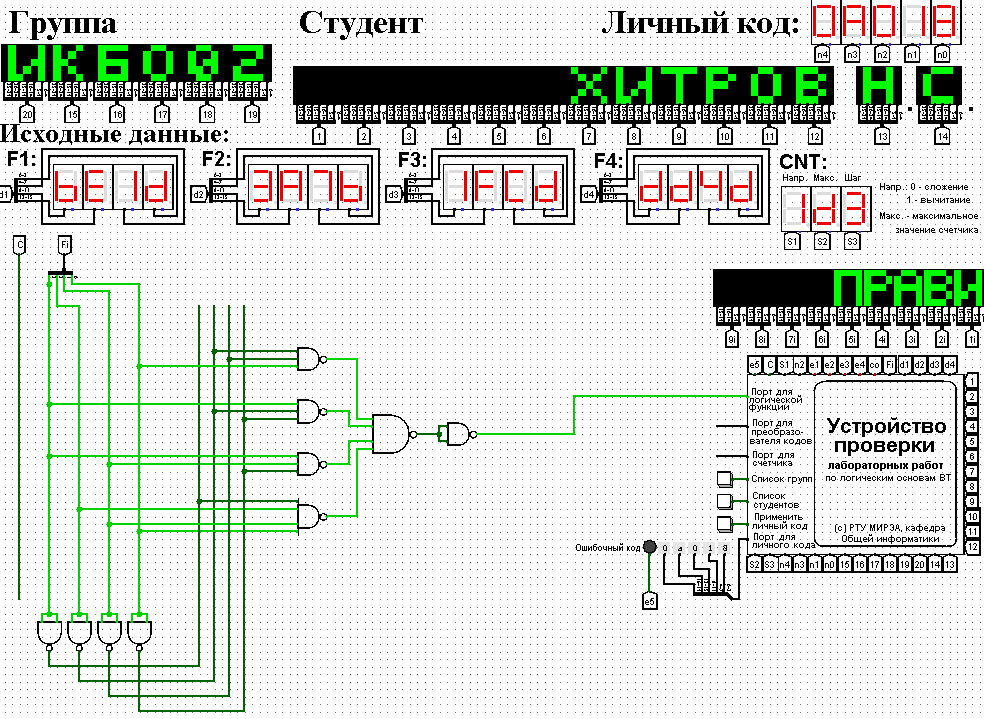 Группа Студент Личный код: 0A018
n4 n3 n2 n1 n0
ИКБО02 ХИТРОВ Н.С.
20 15 16 17 18 19
1 2 3 4 5 6 7 8 9 10 11 12 13 14
Исходные данные:
F1: F2: F3: F4: CNT:
Напр. Макс. Шаг
d1 bE1d d2 3A76 d3 1FCd d4 dd4d 1d3
Напр.: 0 - сложение
1 - вычитание
Макс. - максимальное
значение счетчика
S1 S2 S3
C Fi
ПРАВИ
9i 8i 7i 6i 5i 4i 3i 2i 1i
e5 C S1 n2 e1 e2 e3 e4 co Fi d1 d2 d3 d4
Порт для
логической
функции
Порт для
преобразо-
вателя кодов
Порт для
счетчика
Список групп
Список
студентов
Применить
личный код
Порт для
личного кода
Устройство
проверки
лабораторных работ
по логическим основам ВТ
(с) РТУ МИРЭА, кафедра
Общей информатики
1
2
3
4
5
6
7
8
9
10
11
12
Ошибочный код 0 a 0 1 8
e5
S2 S3 n4 n3 n1 n0 15 16 17 18 19 20 14 13